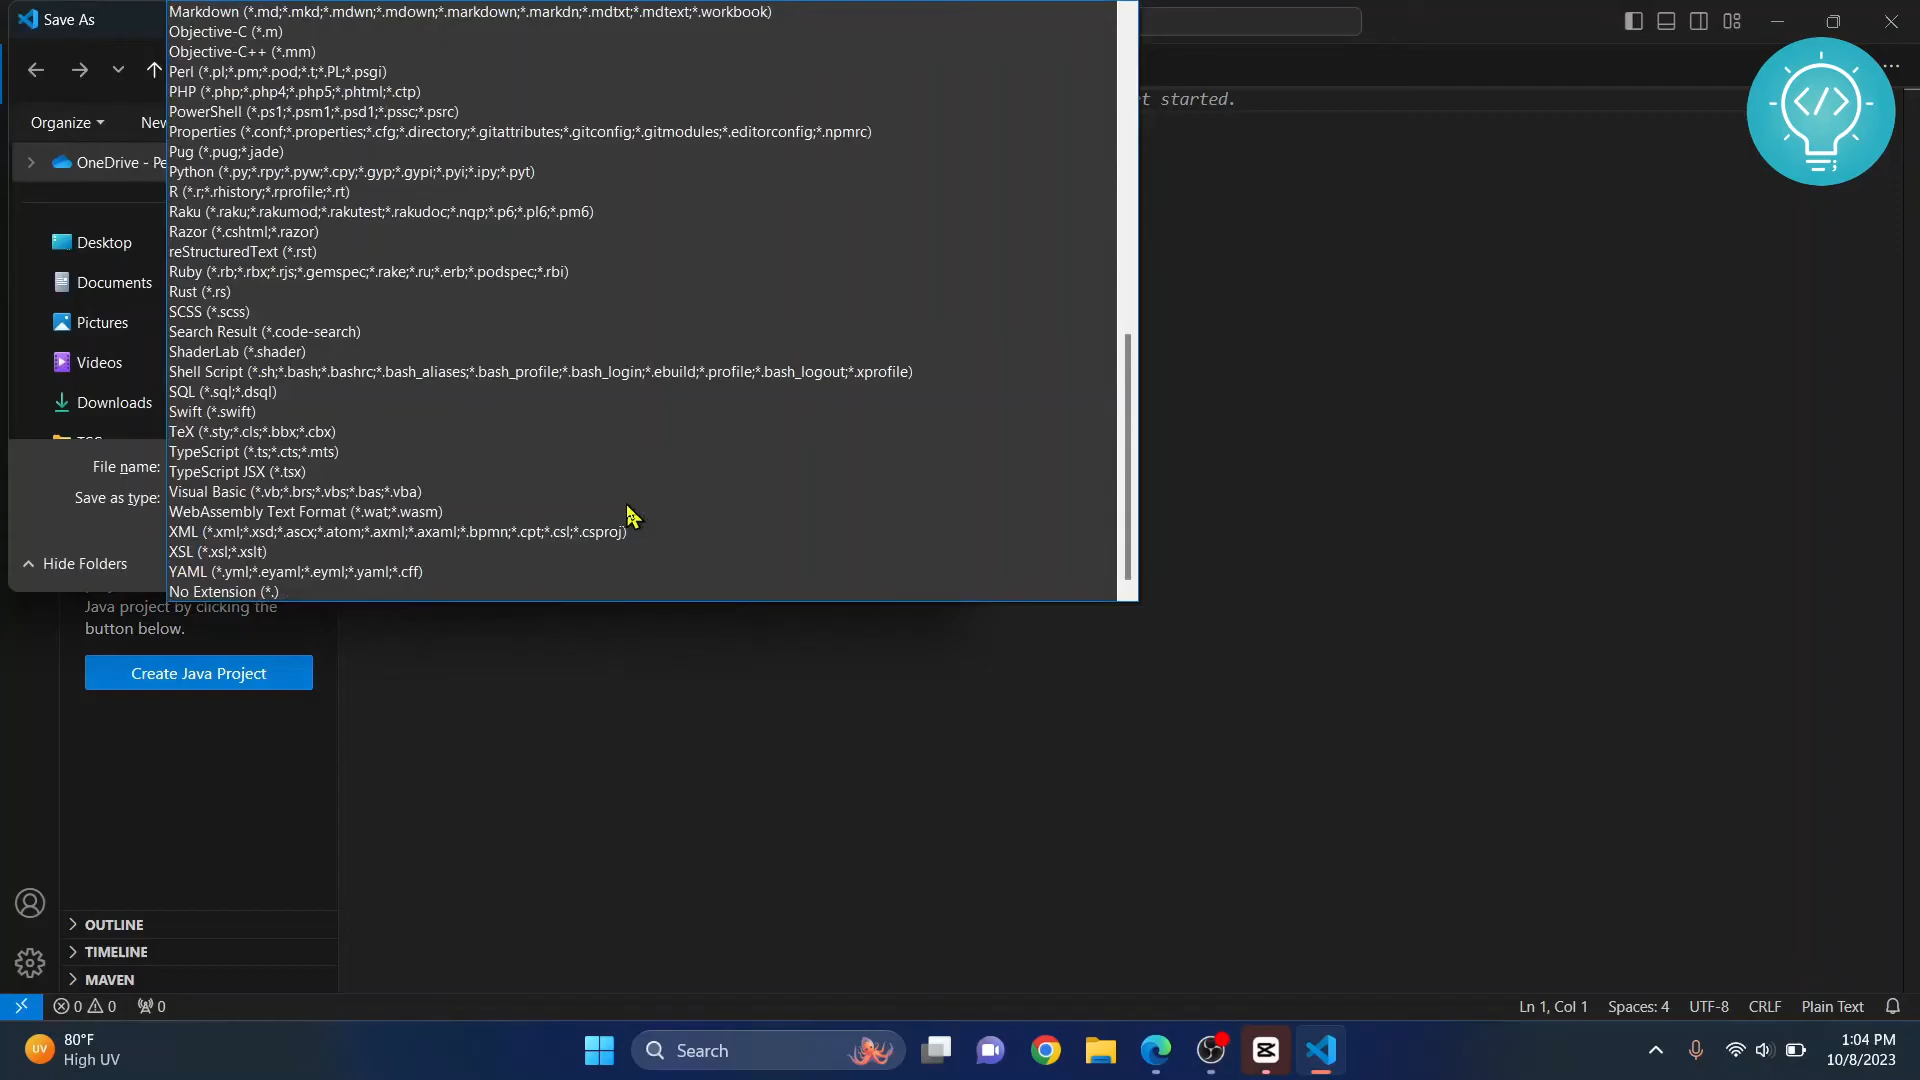 Save As
Markdown (*.md;*.mkd;*.mdwn;*.mdown;*.markdown;*.markdn;*.mdtxt;*.mdtext;*.workbook)
Objective-C (*.m)
Objective-C++ (*.mm)
Perl (*.pl;*.pm;*.pod;*.t;*.PL;*.psgi)
PHP (*.php;*.php4;*.php5;*.phtml;*.ctp)
t started.
PowerShell (*.ps1;*.psm1;*.psd1;*.pssc;*.psrc)
Organize
New
Properties (*.conf;*.properties;*.cfg;*.directory;*.gitattributes;*.gitconfig;*.gitmodules;*.editorconfig;*.npmrc)
Pug (*.pug;*.jade)
OneDrive - Pe
Python (*.py;*.rpy;*.pyw;*.cpy;*.gyp;*.gypi;*.pyi;*.ipy;*.pyt)
R (*.r;*.rhistory;*.rprofile;*.rt)
Raku (*.raku;*.rakumod;*.rakutest;*.rakudoc;*.nqp;*.p6;*.pl6;*.pm6)
Razor (*.cshtml;*.razor)
Desktop
reStructuredText (*.rst)
Ruby (*.rb;*.rbx;*.rjs;*.gemspec;*.rake;*.ru;*.erb;*.podspec;*.rbi)
Documents
Rust (*.rs)
SCSS (*.scss)
Pictures
Search Result (*.code-search)
ShaderLab (*.shader)
Videos
Shell Script (*.sh;*.bash;*.bashrc;*.bash_aliases;*.bash_profile;*.bash_login;*.ebuild;*.profile;*.bash_logout;*.xprofile)
SQL (*.sql;*.dsql)
Downloads
Swift (*.swift)
TeX (*.sty;*.cls;*.bbx;*.cbx)
TypeScript (*.ts;*.cts;*.mts)
File name:
TypeScript JSX (*.tsx)
Save as type:
Visual Basic (*.vb;*.brs;*.vbs;*.bas;*.vba)
WebAssembly Text Format (*.wat;*.wasm)
XML (*.xml;*.xsd;*.ascx;*.atom;*.axml;*.axaml;*.bpmn;*.cpt;*.csl;*.csproj)
XSL (*.xsl;*.xslt)
Hide Folders
YAML (*.yml;*.eyaml;*.eyml;*.yaml;*.cff)
No Extension (*.)
Java project by clicking the
button below.
Create Java Project
OUTLINE
TIMELINE
MAVEN
0 0 0
Ln 1, Col 1 Spaces: 4 UTF-8 CRLF Plain Text
UV
80°F
High UV
Search
1:04 PM
10/8/2023